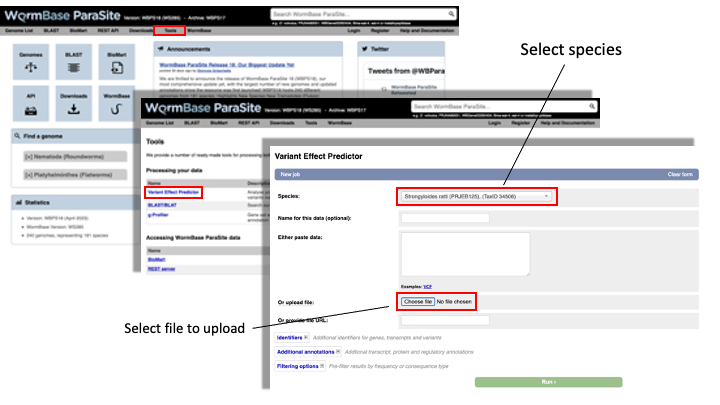 WormBase ParaSite Version: WBPS18 (WS285) - Archive: WBPS17
Search WormBase ParaSite...
Genome List BLAST BioMart REST API Downloads Tools WormBase Login Register Help and Documentation
Select species
Genomes BLAST BioMart
API Downloads WormBase
Announcements
WormBase ParaSite Release 18: Our Biggest Update Yet
Twitter
Tweets from @WBPara
WormBase ParaSite
Find a genome
[+] Nematoda (Roundworms)
[+] Platyhelminthes (Flatworms)
Statistics
Version: WBPS18 (April 2023)
WormBase Version: WS285
240 genomes, representing 181 species
WormBase ParaSite Version: WBPS18 (WS285) - Archive: WBPS17
Search WormBase ParaSite...
Genome List BLAST BioMart REST API Downloads Tools WormBase Login Register Help and Documentation
Tools
We provide a number of ready-made tools for processing
Processing your data
Name
Variant Effect Predictor
BLAST/BLAT
g:Profiler
Accessing WormBase ParaSite data
Name
BioMart
REST server
Variant Effect Predictor
New job Clear form
Species: Strongyloides ratti (PRJEB125), (TaxID 34506)
Name for this data (optional):
Either paste data:
Examples: VCF
Or upload file: Choose file No file chosen
Select file to upload
Or provide file URL:
Identifiers Additional identifiers for genes, transcripts and variants
Additional annotations Additional transcript, protein and regulatory annotations
Filtering options Pre-filter results by frequency or consequence type
Run ›